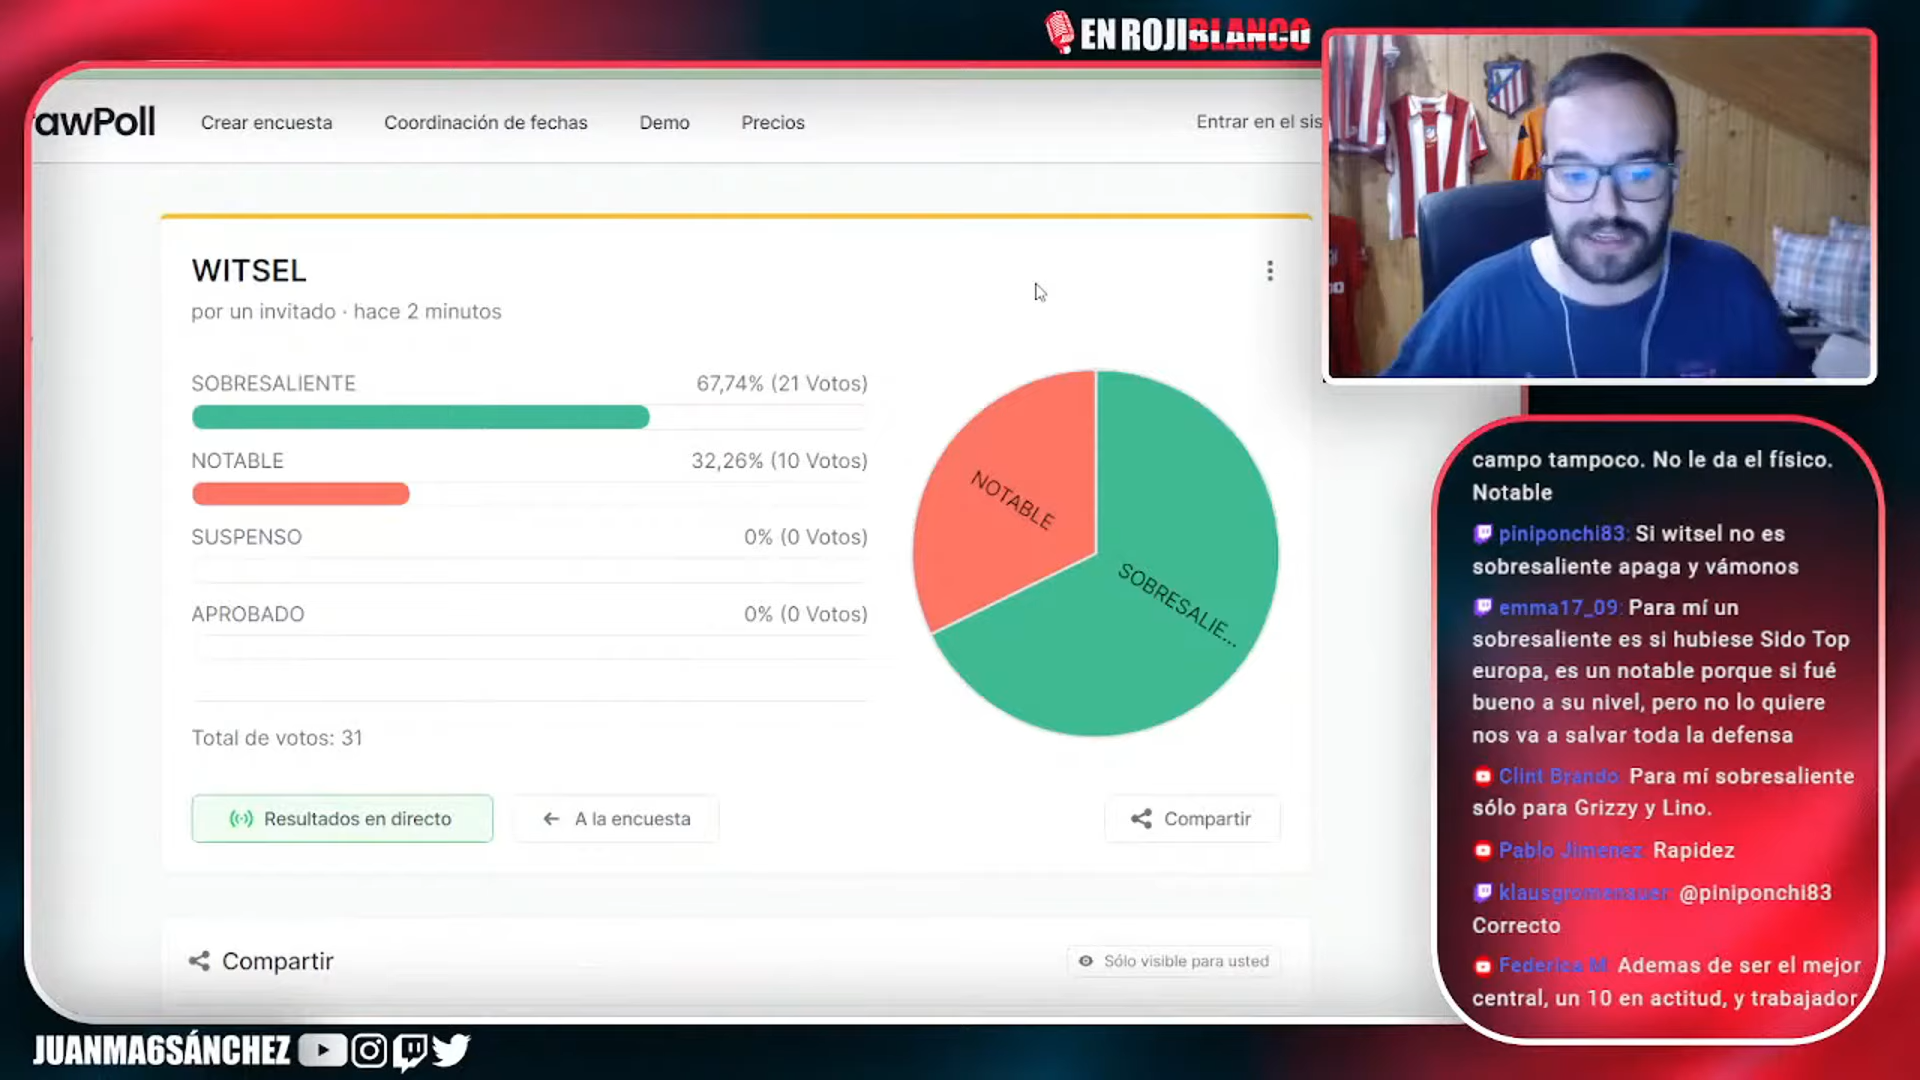 EN ROJIBLANCO
awPoll
Crear encuesta
Coordinación de fechas
Demo
Precios
Entrar en el sis
WITSEL
por un invitado · hace 2 minutos
SOBRESALIENTE
67,74% (21 Votos)
NOTABLE
32,26% (10 Votos)
SUSPENSO
0% (0 Votos)
APROBADO
0% (0 Votos)
Total de votos: 31
NOTABLE
SOBRESALIE...
Resultados en directo
A la encuesta
Compartir
Compartir
Sólo visible para usted
campo tampoco. No le da el físico.
Notable
piniponchi83: Si witsel no es
sobresaliente apaga y vámonos
emma17_09: Para mí un
sobresaliente es si hubiese Sido Top
europa, es un notable porque si fué
bueno a su nivel, pero no lo quiere
nos va a salvar toda la defensa
Clint Brando: Para mí sobresaliente
sólo para Grizzy y Lino.
Pablo Jimenez: Rapidez
klausgromenauer: @piniponchi83
Correcto
Federica M: Ademas de ser el mejor
central, un 10 en actitud, y trabajador
JUANMA6SÁNCHEZ